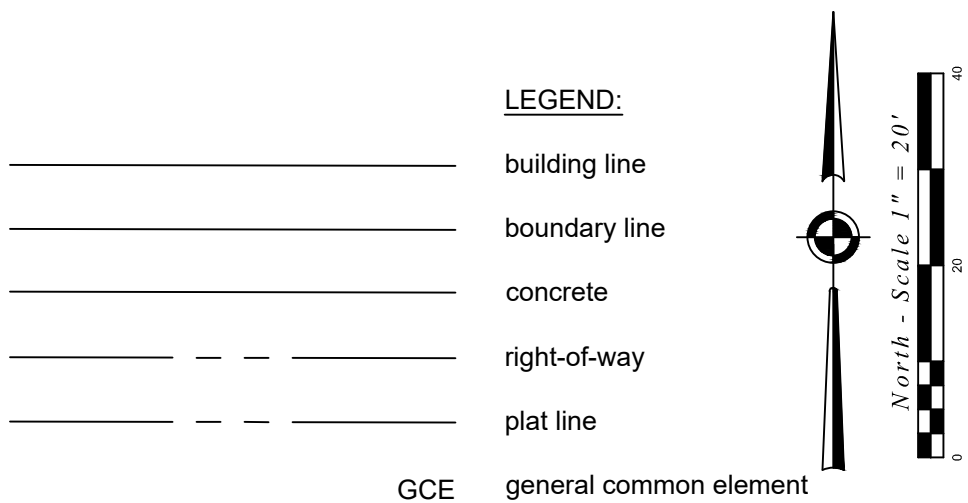 LEGEND:
building line
boundary line
concrete
right-of-way
plat line
GCE general common element
North - Scale 1" = 20'
40
20
0